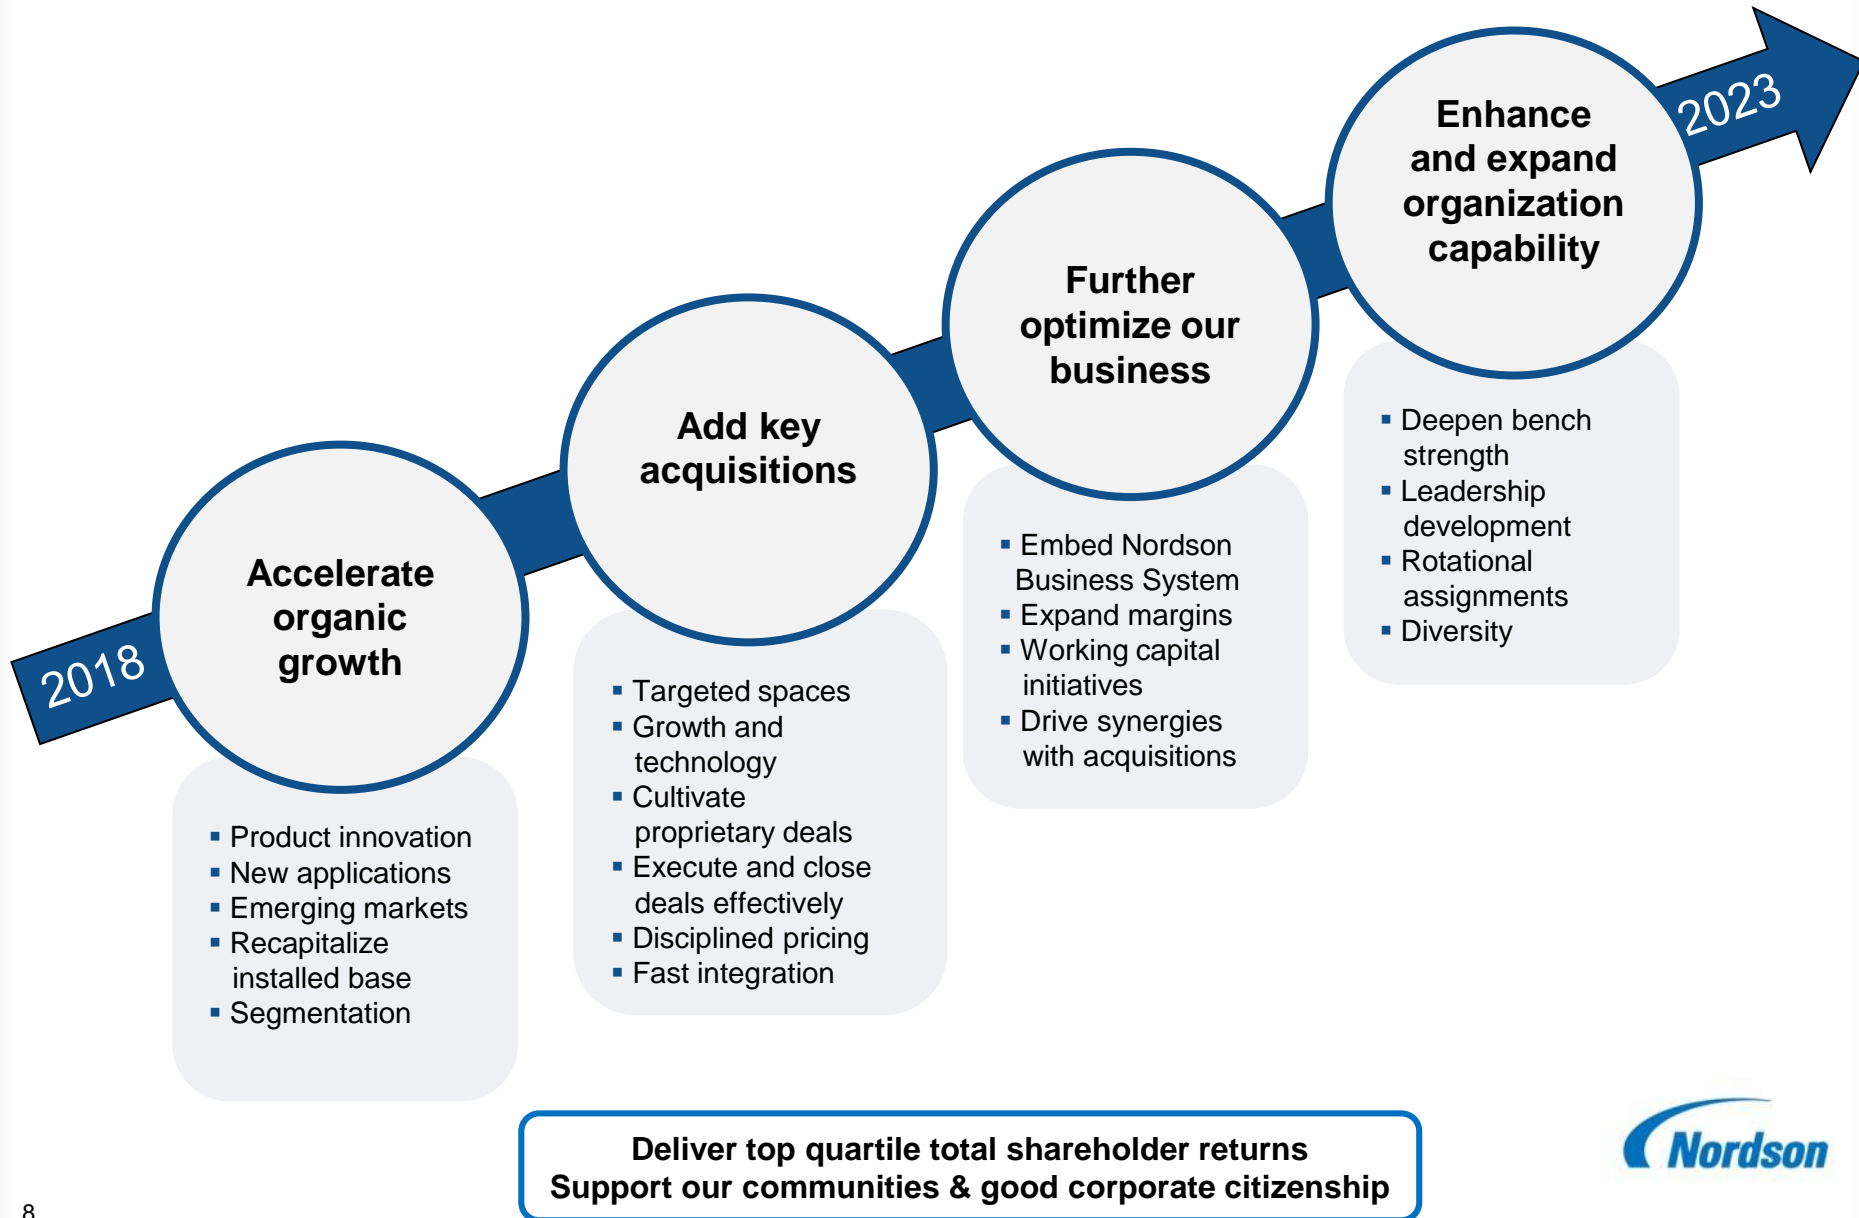 2018
Accelerate
organic
growth
▪ Product innovation
▪ New applications
▪ Emerging markets
▪ Recapitalize
installed base
▪ Segmentation
Add key
acquisitions
▪ Targeted spaces
▪ Growth and
technology
▪ Cultivate
proprietary deals
▪ Execute and close
deals effectively
▪ Disciplined pricing
▪ Fast integration
Further
optimize our
business
▪ Embed Nordson
Business System
▪ Expand margins
▪ Working capital
initiatives
▪ Drive synergies
with acquisitions
Enhance
and expand
organization
capability
▪ Deepen bench
strength
▪ Leadership
development
▪ Rotational
assignments
▪ Diversity
2023
Deliver top quartile total shareholder returns
Support our communities & good corporate citizenship
Nordson
8